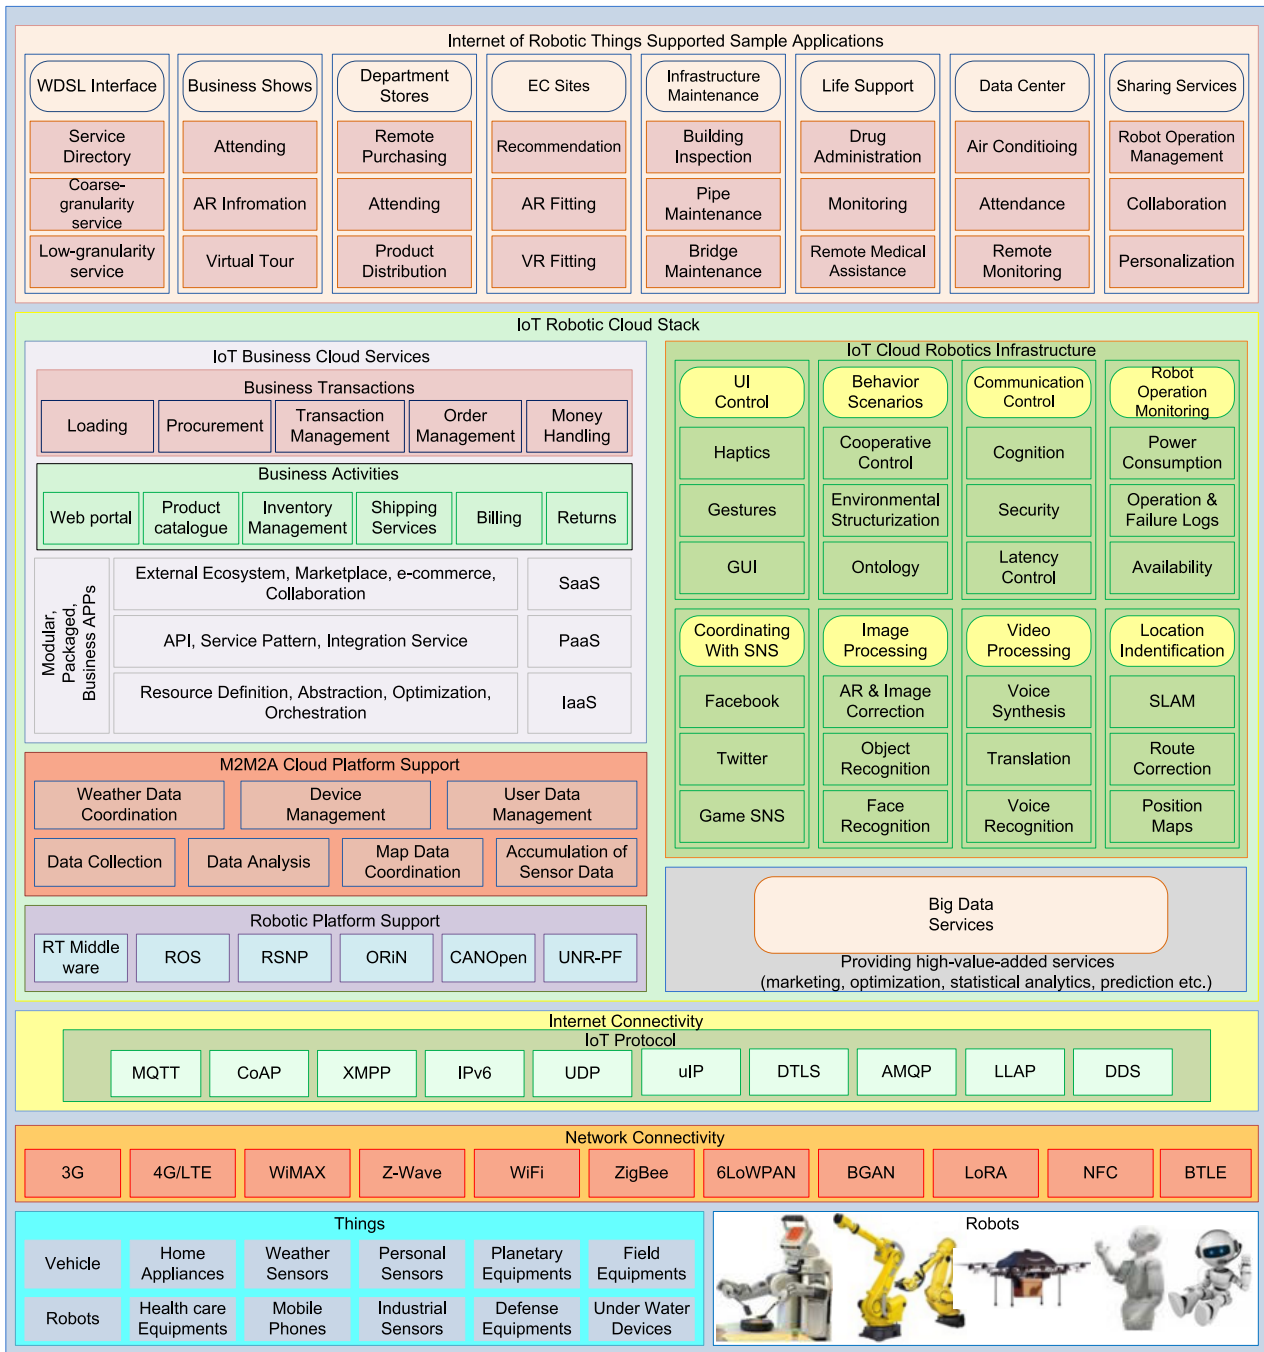 Internet of Robotic Things Supported Sample Applications
WDSL Interface
Service
Directory
Coarse-
granularity
service
Low-granularity
service
Business Shows
Attending
AR Infromation
Virtual Tour
Department
Stores
Remote
Purchasing
Attending
Product
Distribution
EC Sites
Recommendation
AR Fitting
VR Fitting
Infrastructure
Maintenance
Building
Inspection
Pipe
Maintenance
Bridge
Maintenance
Life Support
Drug
Administration
Monitoring
Remote Medical
Assistance
Data Center
Air Conditioing
Attendance
Remote
Monitoring
Sharing Services
Robot Operation
Management
Collaboration
Personalization
IoT Robotic Cloud Stack
IoT Business Cloud Services
Business Transactions
Loading
Procurement
Transaction
Management
Order
Management
Money
Handling
Business Activities
Web portal
Product
catalogue
Inventory
Management
Shipping
Services
Billing
Returns
Modular,
Packaged,
Business APPs
External Ecosystem, Marketplace, e-commerce,
Collaboration
SaaS
API, Service Pattern, Integration Service
PaaS
Resource Definition, Abstraction, Optimization,
Orchestration
IaaS
M2M2A Cloud Platform Support
Weather Data
Coordination
Device
Management
User Data
Management
Data Collection
Data Analysis
Map Data
Coordination
Accumulation of
Sensor Data
Robotic Platform Support
RT Middle
ware
ROS
RSNP
ORiN
CANOpen
UNR-PF
IoT Cloud Robotics Infrastructure
UI
Control
Haptics
Gestures
GUI
Behavior
Scenarios
Cooperative
Control
Environmental
Structurization
Ontology
Communication
Control
Cognition
Security
Latency
Control
Robot
Operation
Monitoring
Power
Consumption
Operation &
Failure Logs
Availability
Coordinating
With SNS
Facebook
Twitter
Game SNS
Image
Processing
AR & Image
Correction
Object
Recognition
Face
Recognition
Video
Processing
Voice
Synthesis
Translation
Voice
Recognition
Location
Indentification
SLAM
Route
Correction
Position
Maps
Big Data
Services
Providing high-value-added services
(marketing, optimization, statistical analytics, prediction etc.)
Internet Connectivity
IoT Protocol
MQTT
CoAP
XMPP
IPv6
UDP
uIP
DTLS
AMQP
LLAP
DDS
Network Connectivity
3G
4G/LTE
WiMAX
Z-Wave
WiFi
ZigBee
6LoWPAN
BGAN
LoRA
NFC
BTLE
Things
Vehicle
Home
Appliances
Weather
Sensors
Personal
Sensors
Planetary
Equipments
Field
Equipments
Robots
Health care
Equipments
Mobile
Phones
Industrial
Sensors
Defense
Equipments
Under Water
Devices
Robots